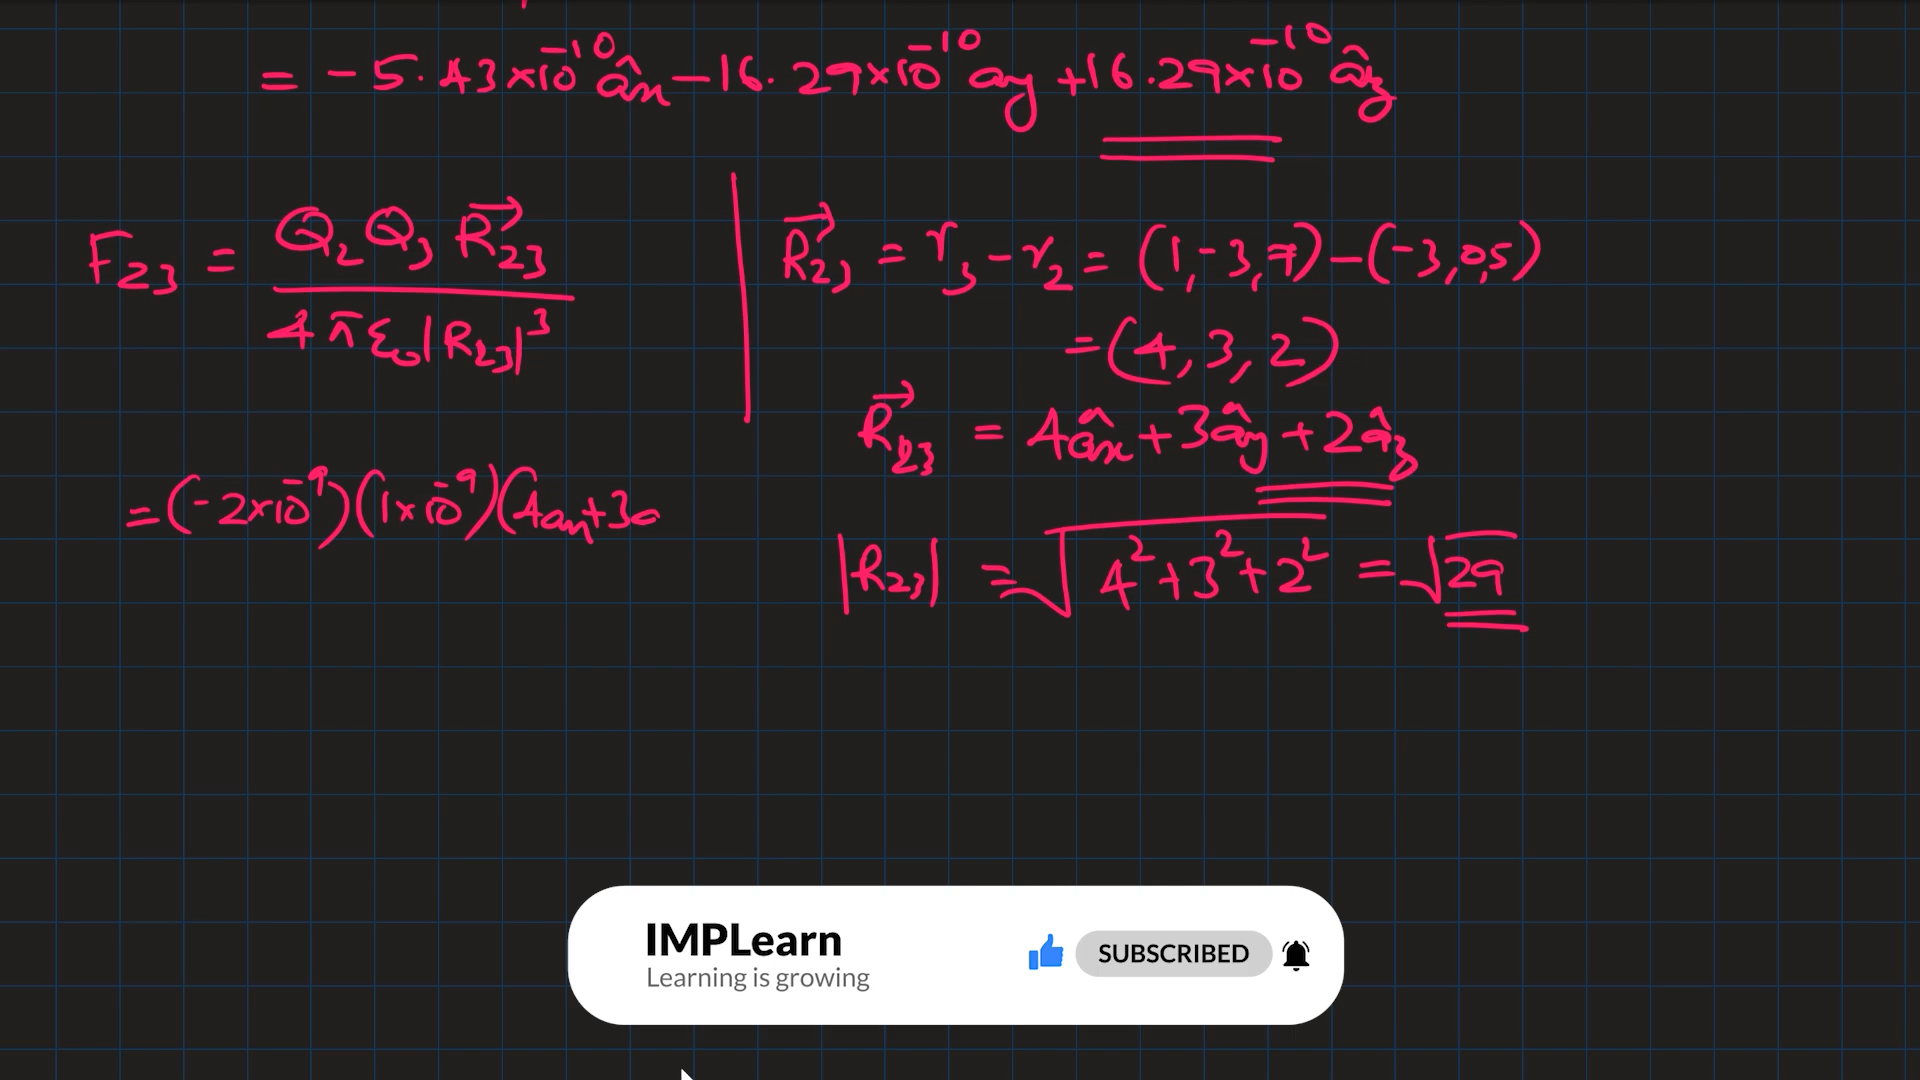 = -5.43×10⁻¹⁰ âx - 16.29×10⁻¹⁰ ay + 16.29×10⁻¹⁰ âz
F₂₃ = Q₂ Q₃ R⃗₂₃ / 4πε₀|R₂₃|³
R⃗₂₃ = r₃ - r₂ = (1, -3, 7) - (-3, 0, 5)
= (4, 3, 2)
R⃗₂₃ = 4âx + 3ây + 2âz
= (-2×10⁻⁹)(1×10⁻⁹)(4ax + 3a
|R₂₃| = √4² + 3² + 2² = √29
IMPLearn
Learning is growing
SUBSCRIBED